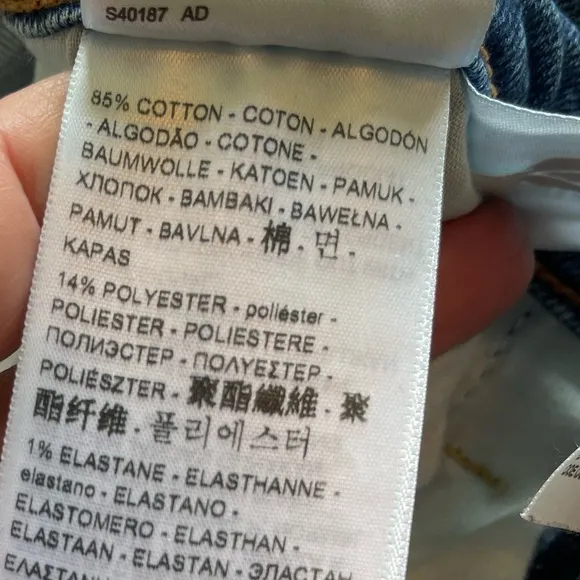 S40187 AD
85% COTTON - COTON - ALGODÓN
- ALGODÃO - COTONE -
BAUMWOLLE - KATOEN - PAMUK -
ХЛОПОК - BAMBAKI - BAWEŁNA -
PAMUT - BAVLNA - 棉 - 면 -
KAPAS
14% POLYESTER - poliéster -
POLIESTER - POLIESTERE -
ПОЛИЭСТЕР - ΠΟΛΥΕΣΤΕΡ -
POLIÉSZTER - 聚酯纖維 - 聚
酯纤维 - 폴리에스터
1% ELASTANE - ELASTHANNE -
elastano - ELASTANO -
ELASTOMERO - ELASTHAN -
ELASTAAN - ELASTAN - ЭЛАСТАН